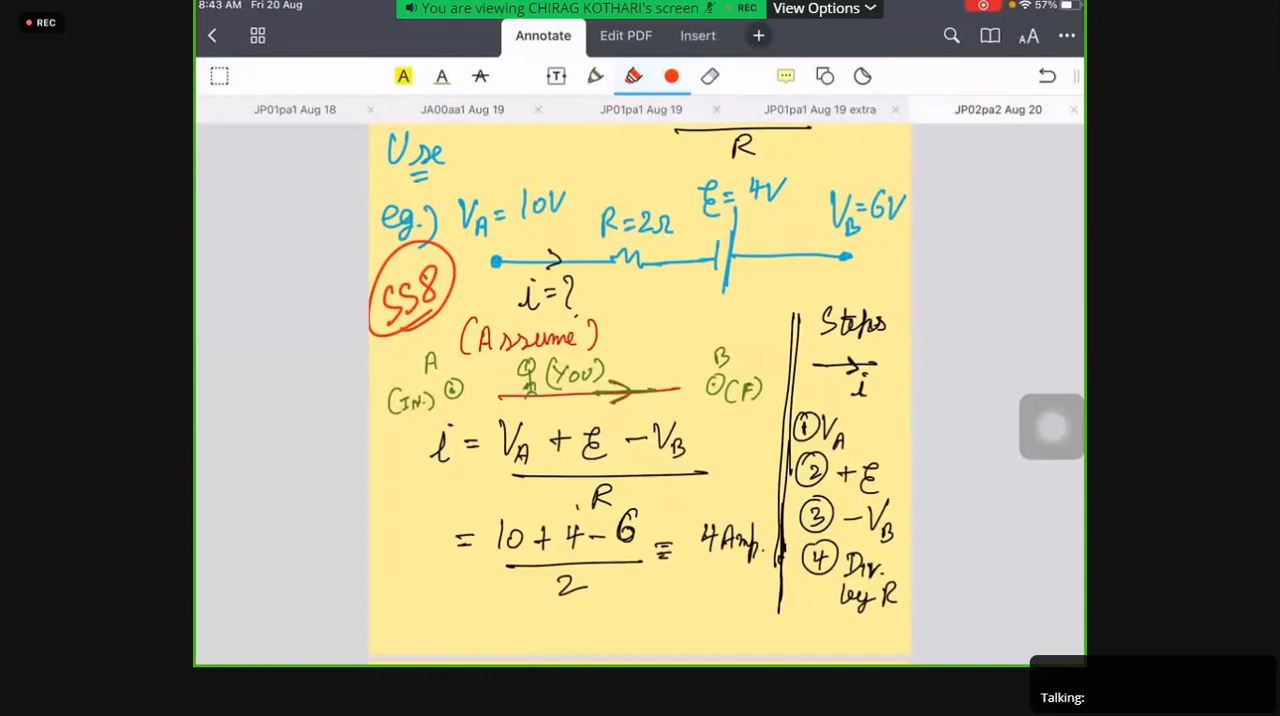 8:43 AM Fri 20 Aug
You are viewing CHIRAG KOTHARI's screen
REC
View Options
57%
REC
Annotate
Edit PDF
Insert
JP01pa1 Aug 18
JA00aa1 Aug 19
JP01pa1 Aug 19
JP01pa1 Aug 19 extra
JP02pa2 Aug 20
R
Use
eg.) V_A = 10V
R = 2Ω
ℰ = 4V
V_B = 6V
SS8
i = ?
(Assume)
A
(IN.)
(YOU)
B
(F)
i = V_A + ℰ - V_B
R
= 10 + 4 - 6 = 4 Amp.
2
Steps
i
① V_A
② + ℰ
③ - V_B
④ Div.
by R
Talking: